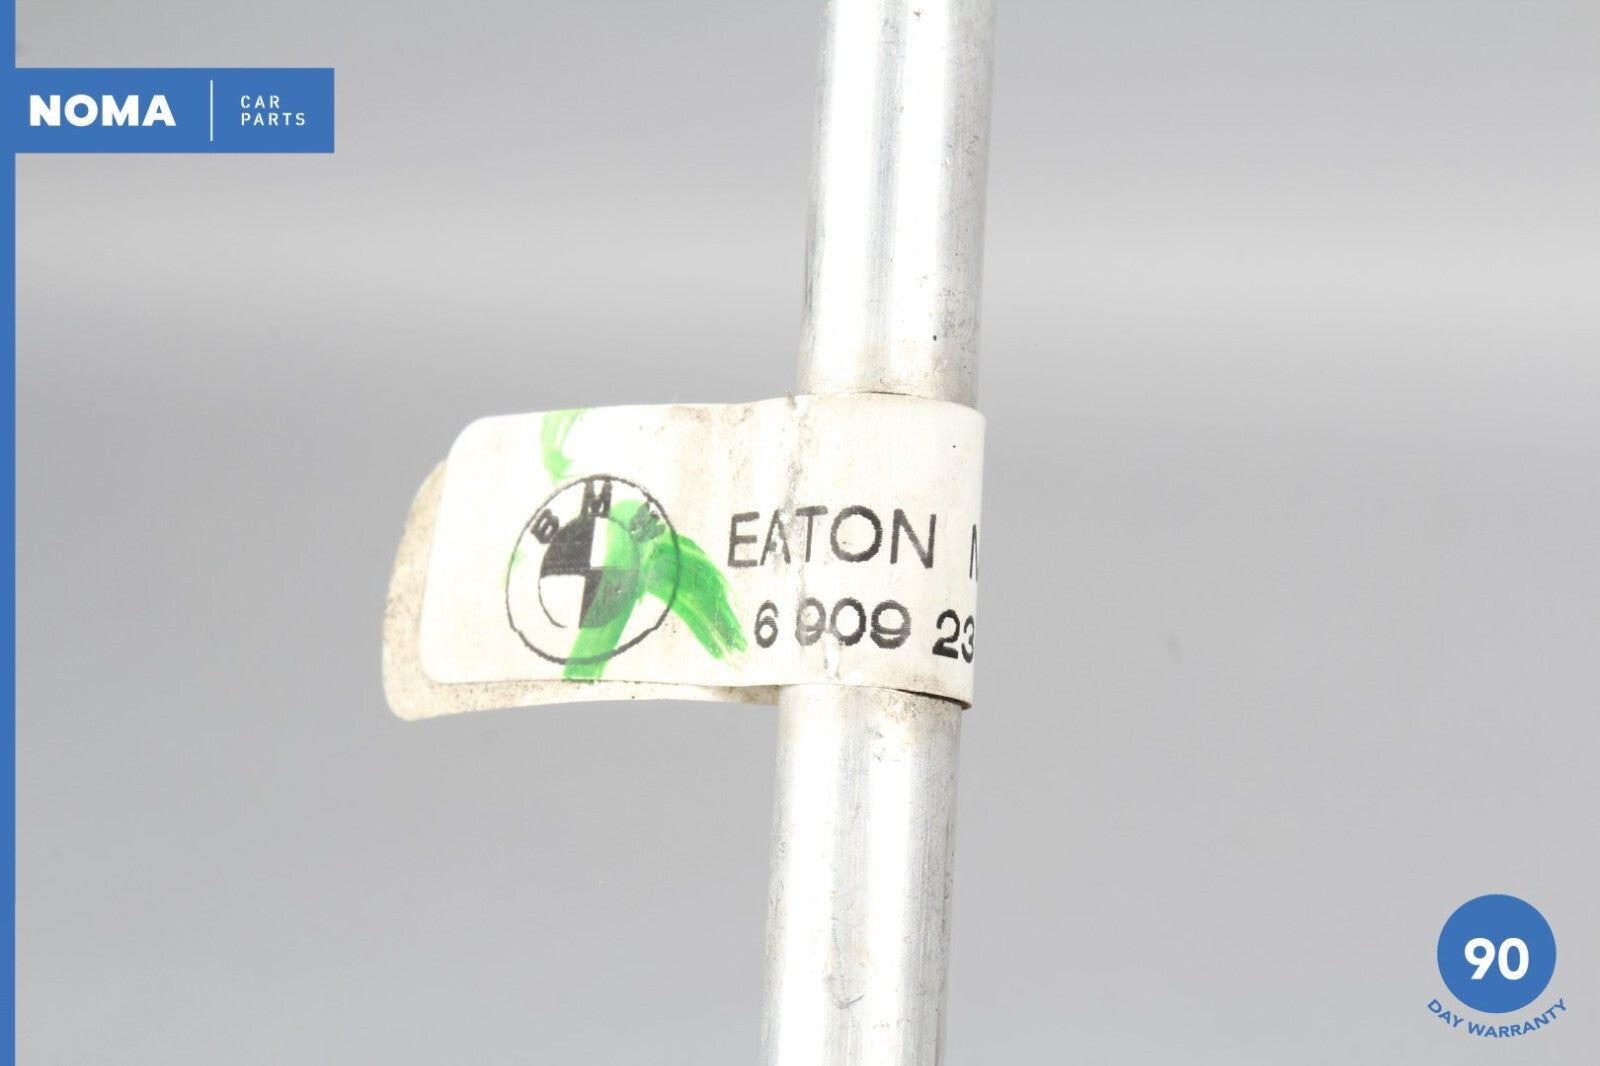 NOMA
CAR
PARTS
BMW
EATON
6 909 23
90
DAY WARRANTY